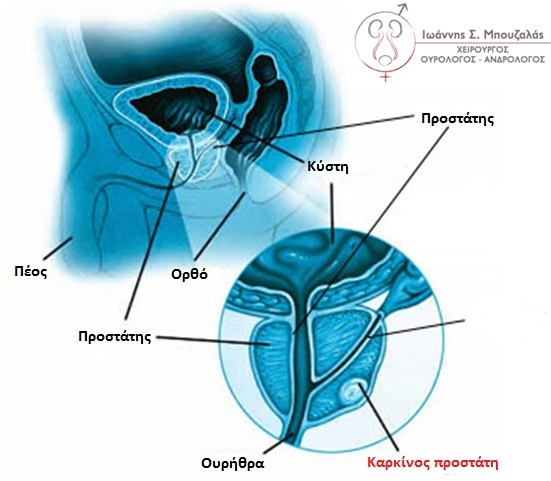 Ιωάννης Σ. Μπουζαλάς
ΧΕΙΡΟΥΡΓΟΣ
ΟΥΡΟΛΟΓΟΣ - ΑΝΔΡΟΛΟΓΟΣ
Προστάτης
Κύστη
Πέος
Ορθό
Προστάτης
Ουρήθρα
Καρκίνος προστάτη